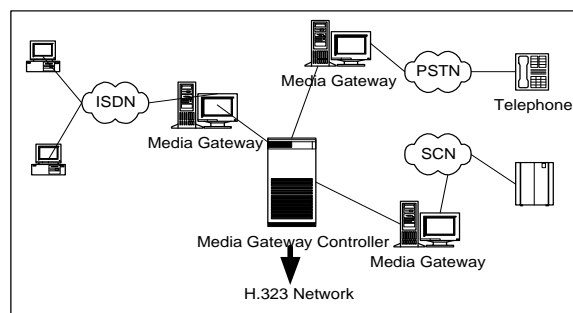 Media Gateway
PSTN
Telephone
ISDN
Media Gateway
SCN
Media Gateway Controller
Media Gateway
H.323 Network